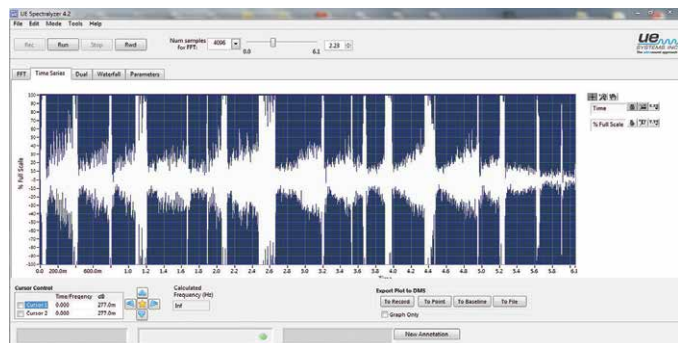 UE Spectralyzer 4.2
File Edit Mode Tools Help
Rec Run Stop Rwd
Num samples for FFT: 4096
0.0 6.1 2.23
ue
SYSTEMS INC
FFT Time Series Dual Waterfall Parameters
100
90
80
70
60
50
40
30
20
10
-5
-10
-20
-30
-40
-50
-60
-70
-80
-90
-100
% Full Scale
0.0 200.0m 600.0m 1.0 1.2 1.4 1.6 1.8 2.0 2.2 2.4 2.6 2.8 3.0 3.2 3.4 3.6 3.8 4.0 4.2 4.4 4.6 4.8 5.0 5.2 5.4 5.6 5.8 6.1
Time
Time
% Full Scale
Cursor Control
Time/Freqency dB
Cursor 1 0.000 277.0m
Cursor 2 0.000 277.0m
Calculated
Frequency (Hz)
Inf
Export Plot to DMS
To Record To Point To Baseline To File
Graph Only
New Annotation